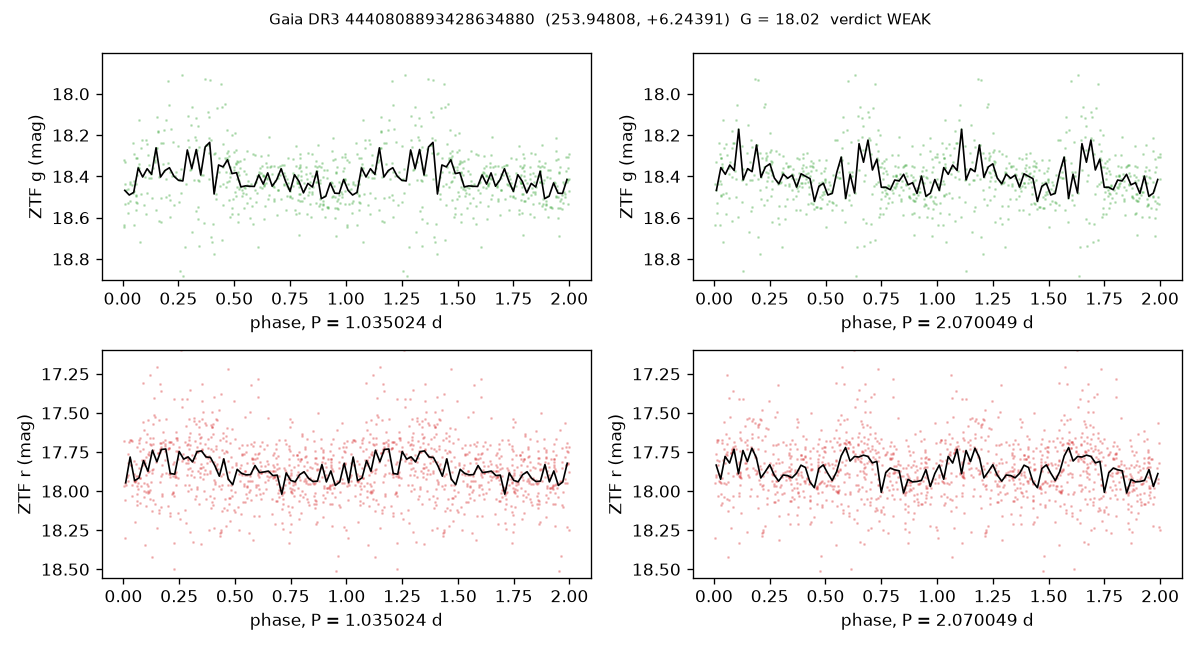 Gaia DR3 4440808893428634880 (253.94808, +6.24391) G = 18.02 verdict WEAK
ZTF g (mag)
18.0
18.2
18.4
18.6
18.8
0.00 0.25 0.50 0.75 1.00 1.25 1.50 1.75 2.00
phase, P = 1.035024 d
ZTF g (mag)
18.0
18.2
18.4
18.6
18.8
0.00 0.25 0.50 0.75 1.00 1.25 1.50 1.75 2.00
phase, P = 2.070049 d
ZTF r (mag)
17.25
17.50
17.75
18.00
18.25
18.50
0.00 0.25 0.50 0.75 1.00 1.25 1.50 1.75 2.00
phase, P = 1.035024 d
ZTF r (mag)
17.25
17.50
17.75
18.00
18.25
18.50
0.00 0.25 0.50 0.75 1.00 1.25 1.50 1.75 2.00
phase, P = 2.070049 d